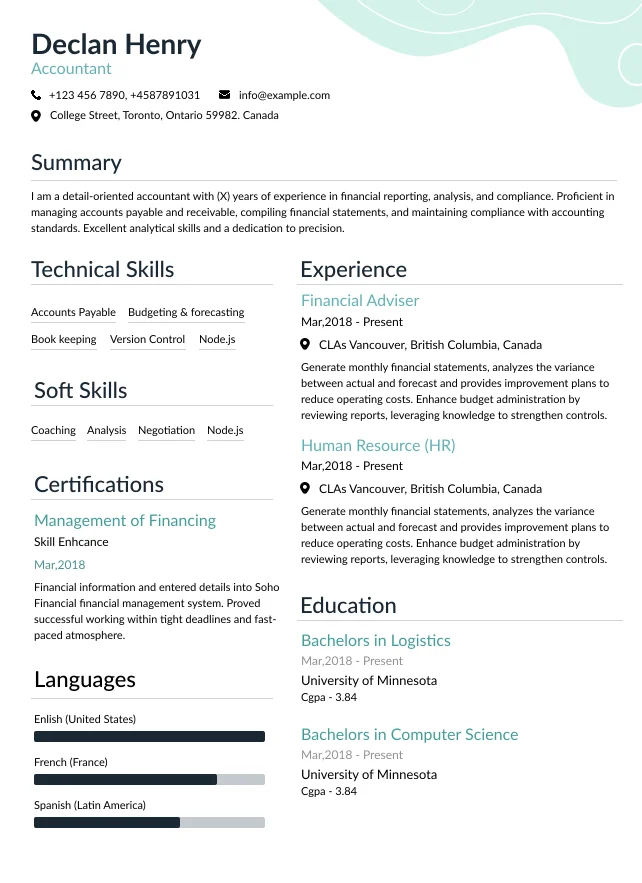 Declan Henry
Accountant
+123 456 7890, +4587891031 info@example.com
College Street, Toronto, Ontario 59982. Canada
Summary
I am a detail-oriented accountant with (X) years of experience in financial reporting, analysis, and compliance. Proficient in
managing accounts payable and receivable, compiling financial statements, and maintaining compliance with accounting
standards. Excellent analytical skills and a dedication to precision.
Technical Skills
Accounts Payable Budgeting & forecasting
Book keeping Version Control Node.js
Soft Skills
Coaching Analysis Negotiation Node.js
Certifications
Management of Financing
Skill Enhcance
Mar,2018
Financial information and entered details into Soho
Financial financial management system. Proved
successful working within tight deadlines and fast-
paced atmosphere.
Languages
Enlish (United States)
French (France)
Spanish (Latin America)
Experience
Financial Adviser
Mar,2018 - Present
CLAs Vancouver, British Columbia, Canada
Generate monthly financial statements, analyzes the variance
between actual and forecast and provides improvement plans to
reduce operating costs. Enhance budget administration by
reviewing reports, leveraging knowledge to strengthen controls.
Human Resource (HR)
Mar,2018 - Present
CLAs Vancouver, British Columbia, Canada
Generate monthly financial statements, analyzes the variance
between actual and forecast and provides improvement plans to
reduce operating costs. Enhance budget administration by
reviewing reports, leveraging knowledge to strengthen controls.
Education
Bachelors in Logistics
Mar,2018 - Present
University of Minnesota
Cgpa - 3.84
Bachelors in Computer Science
Mar,2018 - Present
University of Minnesota
Cgpa - 3.84